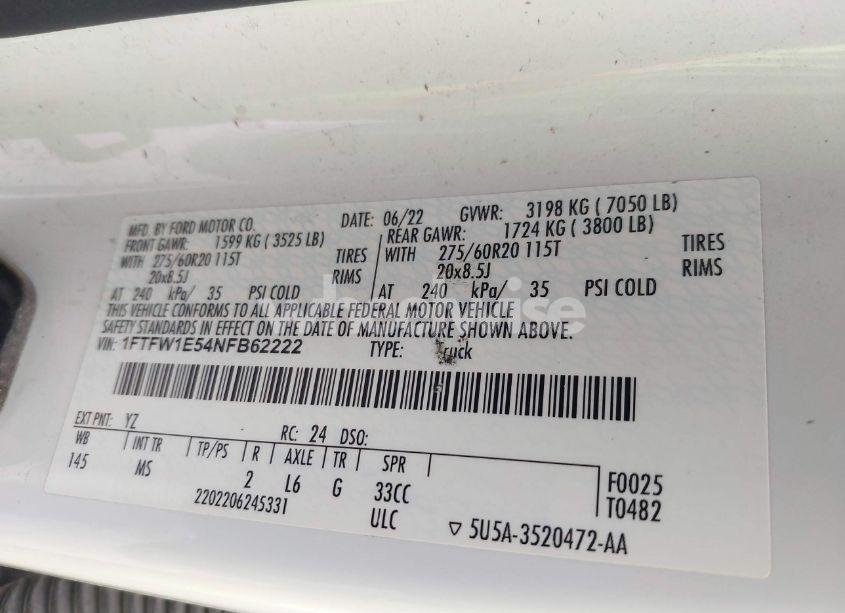 MFD. BY FORD MOTOR CO. DATE: 06/22 GVWR: 3198 KG ( 7050 LB)
FRONT GAWR: 1599 KG ( 3525 LB) REAR GAWR: 1724 KG ( 3800 LB)
WITH 275/60R20 115T TIRES WITH 275/60R20 115T TIRES
20x8.5J RIMS 20x8.5J RIMS
AT 240 kPa/ 35 PSI COLD AT 240 kPa/ 35 PSI COLD
THIS VEHICLE CONFORMS TO ALL APPLICABLE FEDERAL MOTOR VEHICLE
SAFETY STANDARDS IN EFFECT ON THE DATE OF MANUFACTURE SHOWN ABOVE.
VIN: 1FTFW1E54NFB62222 TYPE: Truck
EXT PNT: YZ RC: 24 DSO:
WB INT TR TP/PS R AXLE TR SPR
145 MS 2 L6 G 33CC F0025
2202206245331 ULC T0482
5U5A-3520472-AA